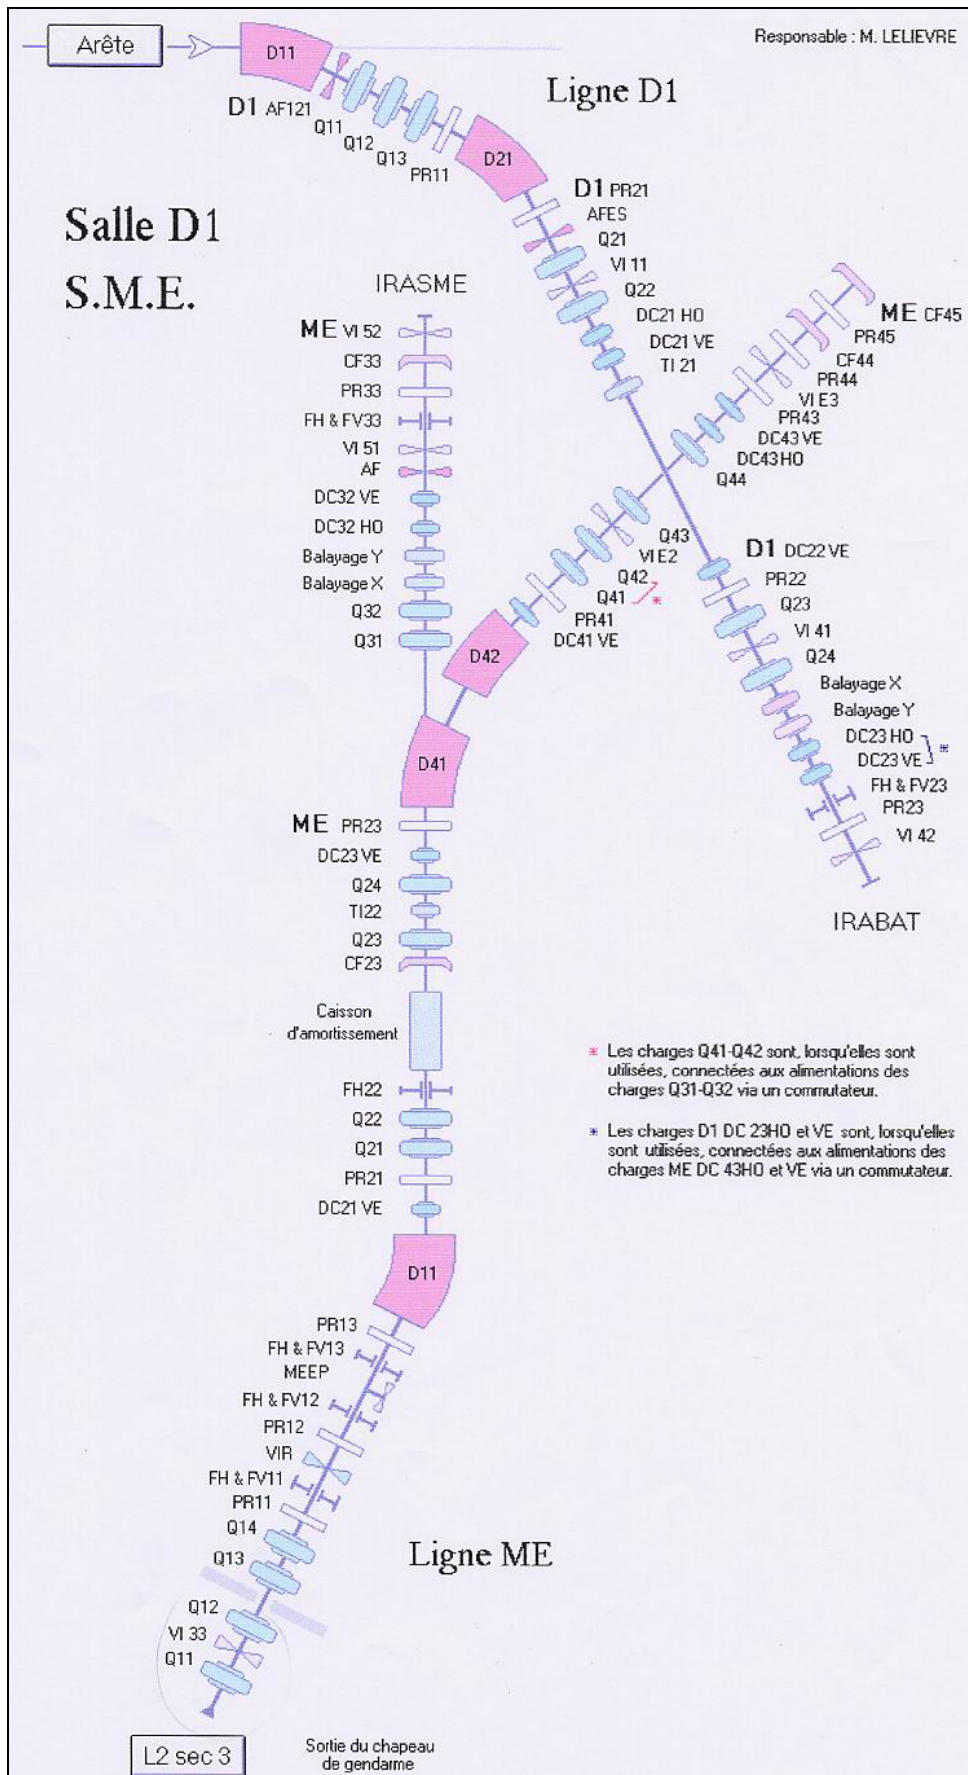 Arête
Responsable : M. LELIEVRE
D11
Ligne D1
D1 AF121
Q11
Q12
Q13
PR11
D21
Salle D1
S.M.E.
D1 PR21
AFES
Q21
VI 11
Q22
DC21 HO
DC21 VE
TI 21
IRASME
ME VI 52
CF33
PR33
FH & FV33
VI 51
AF
DC32 VE
DC32 HO
Balayage Y
Balayage X
Q32
Q31
ME CF45
PR45
CF44
PR44
VI E3
PR43
DC43 VE
DC43 HO
Q44
Q43
VI E2
Q42
Q41
*
PR41
DC41 VE
D42
D41
D1 DC22 VE
PR22
Q23
VI 41
Q24
Balayage X
Balayage Y
DC23 HO
*
DC23 VE
FH & FV23
PR23
VI 42
IRABAT
ME PR23
DC23 VE
Q24
TI22
Q23
CF23
Caisson
d'amortissement
FH22
Q22
Q21
PR21
DC21 VE
* Les charges Q41-Q42 sont, lorsqu'elles sont
utilisées, connectées aux alimentations des
charges Q31-Q32 via un commutateur.
* Les charges D1 DC 23HO et VE sont, lorsqu'elles
sont utilisées, connectées aux alimentations des
charges ME DC 43HO et VE via un commutateur.
D11
PR13
FH & FV13
MEEP
FH & FV12
PR12
VIR
FH & FV11
PR11
Q14
Q13
Ligne ME
Q12
VI 33
Q11
L2 sec 3
Sortie du chapeau
de gendarme